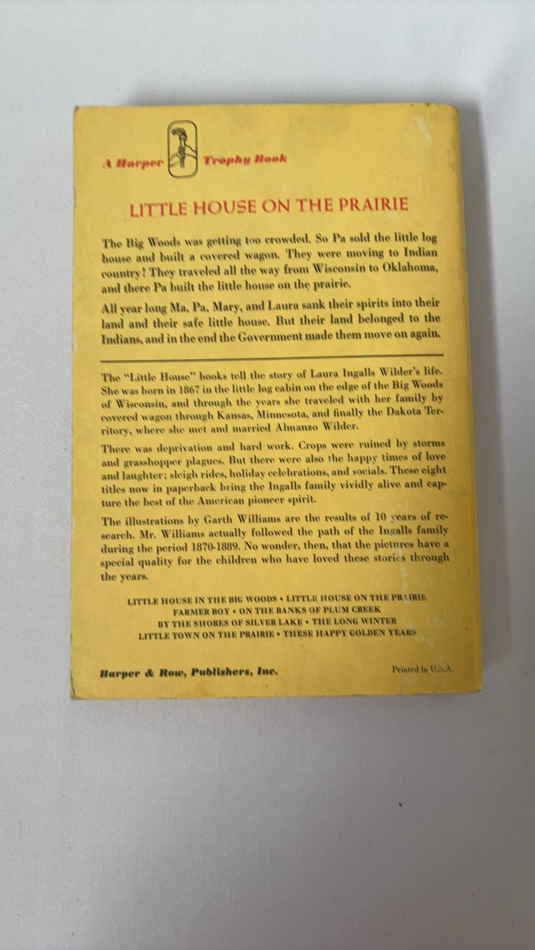 A Harper Trophy Book
LITTLE HOUSE ON THE PRAIRIE
The Big Woods was getting too crowded. So Pa sold the little log
house and built a covered wagon. They were moving to Indian
country! They traveled all the way from Wisconsin to Oklahoma,
and there Pa built the little house on the prairie.
All year long Ma, Pa, Mary, and Laura sank their spirits into their
land and their safe little house. But their land belonged to the
Indians, and in the end the Government made them move on again.
The “Little House” books tell the story of Laura Ingalls Wilder's life.
She was born in 1867 in the little log cabin on the edge of the Big Woods
of Wisconsin, and through the years she traveled with her family by
covered wagon through Kansas, Minnesota, and finally the Dakota Ter-
ritory, where she met and married Almanzo Wilder.
There was deprivation and hard work. Crops were ruined by storms
and grasshopper plagues. But there were also the happy times of love
and laughter; sleigh rides, holiday celebrations, and socials. These eight
titles now in paperback bring the Ingalls family vividly alive and cap-
ture the best of the American pioneer spirit.
The illustrations by Garth Williams are the results of 10 years of re-
search. Mr. Williams actually followed the path of the Ingalls family
during the period 1870-1889. No wonder, then, that the pictures have a
special quality for the children who have loved these stories through
the years.
LITTLE HOUSE IN THE BIG WOODS • LITTLE HOUSE ON THE PRAIRIE
FARMER BOY • ON THE BANKS OF PLUM CREEK
BY THE SHORES OF SILVER LAKE • THE LONG WINTER
LITTLE TOWN ON THE PRAIRIE • THESE HAPPY GOLDEN YEARS
Harper & Row, Publishers, Inc.
Printed in U.S.A.